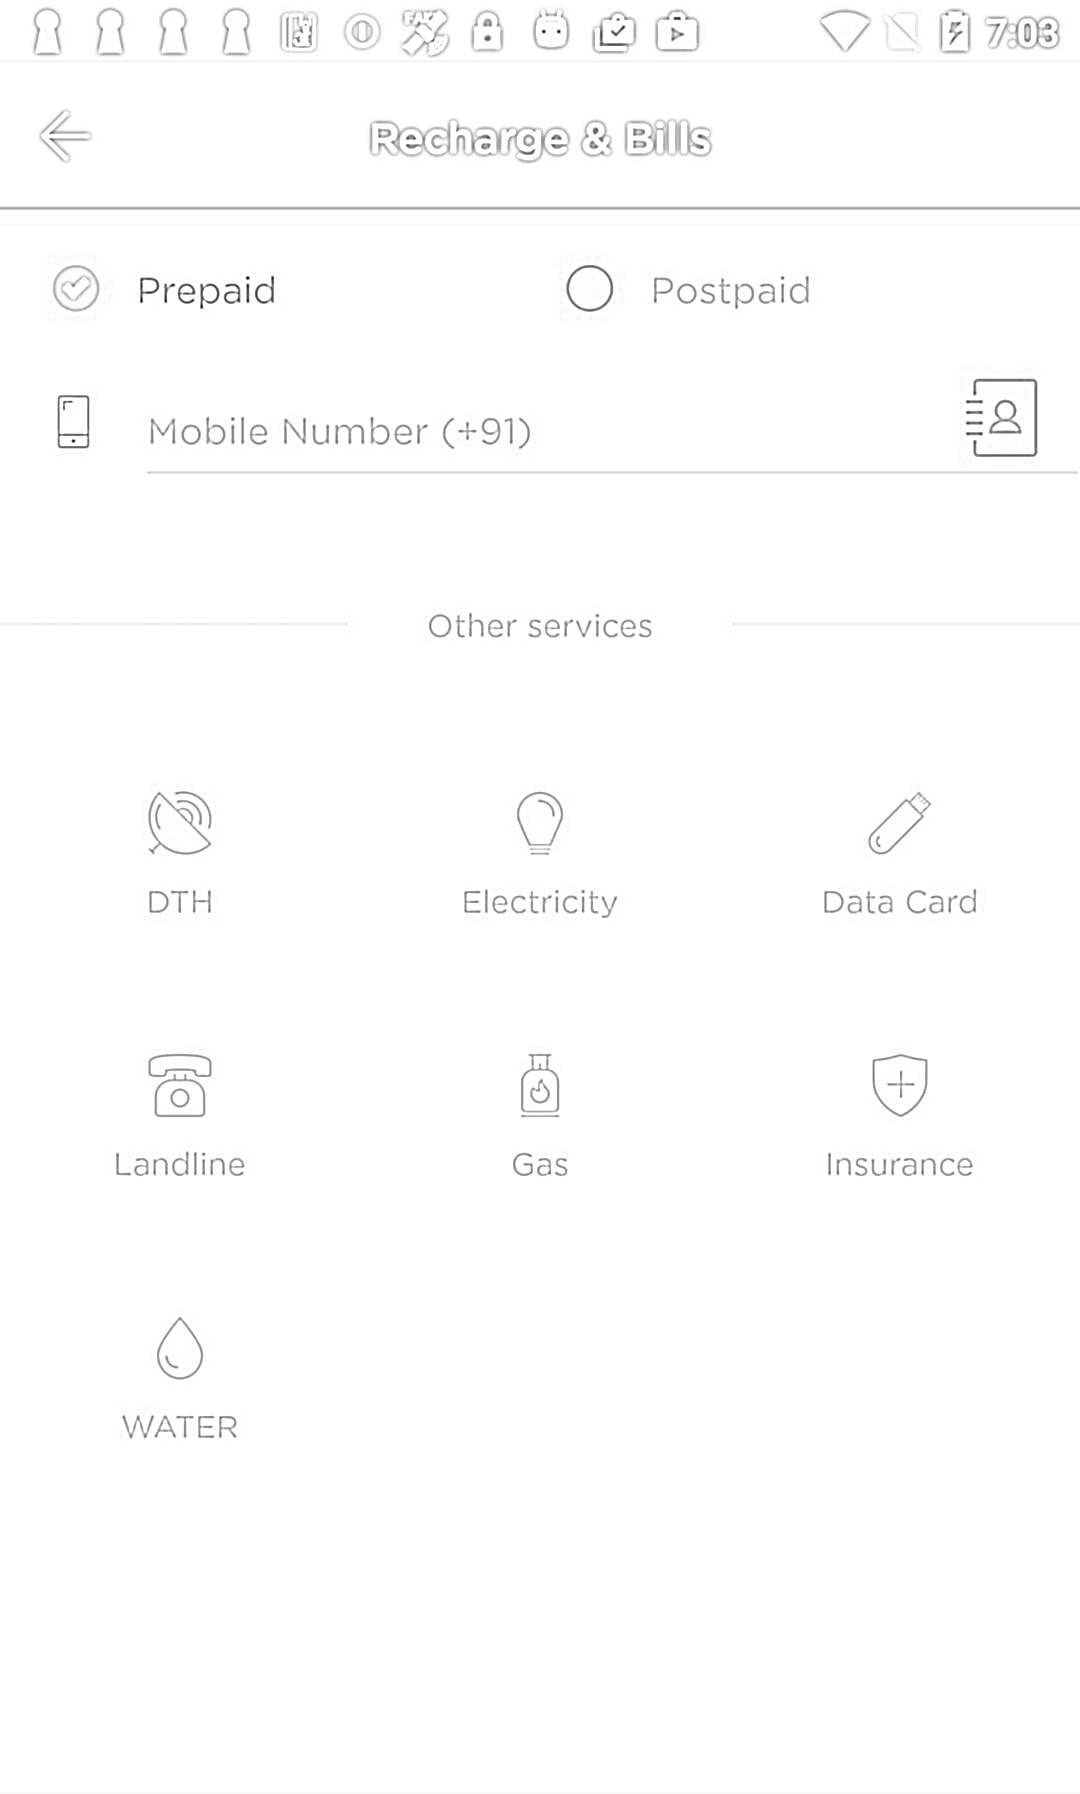 FAKE
7:03
Recharge & Bills
Prepaid
Postpaid
Mobile Number (+91)
Other services
DTH
Electricity
Data Card
Landline
Gas
Insurance
WATER